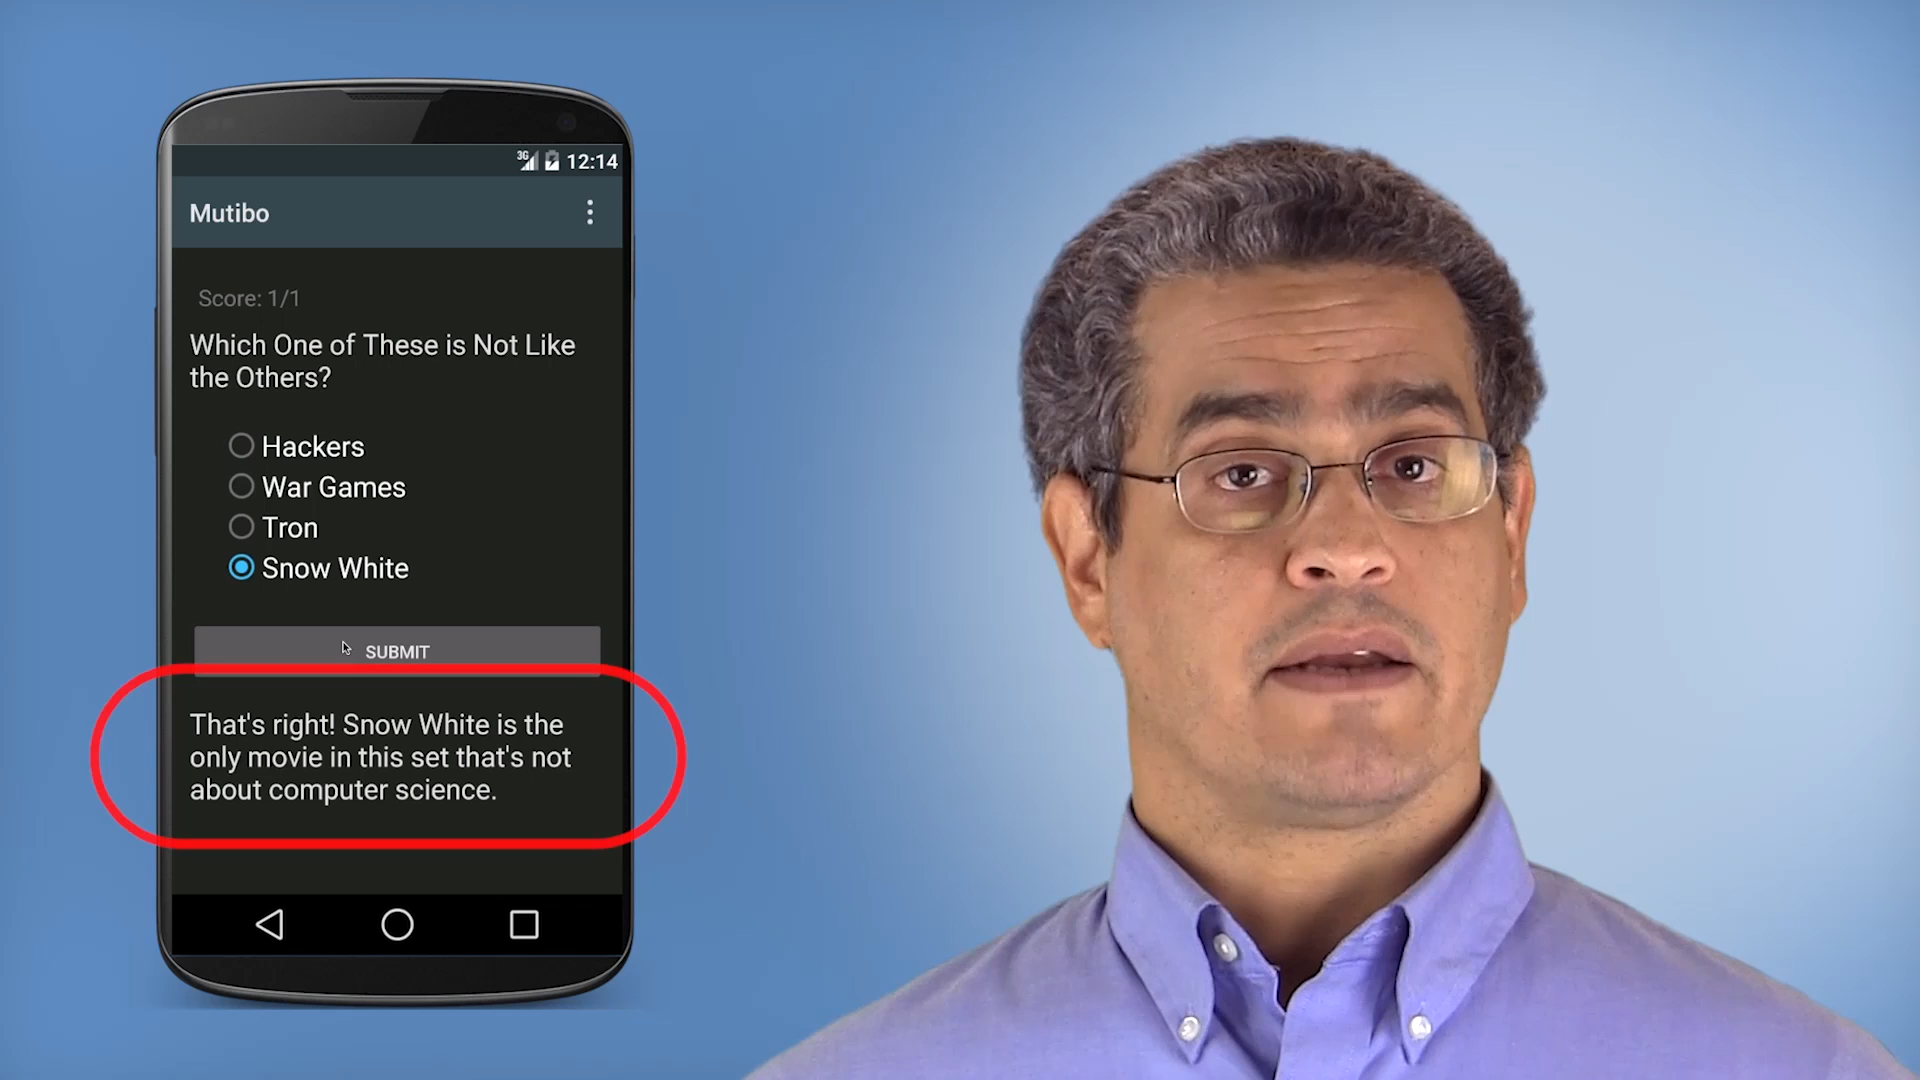 3G 12:14
Mutibo
Score: 1/1
Which One of These is Not Like
the Others?
Hackers
War Games
Tron
Snow White
SUBMIT
That's right! Snow White is the
only movie in this set that's not
about computer science.